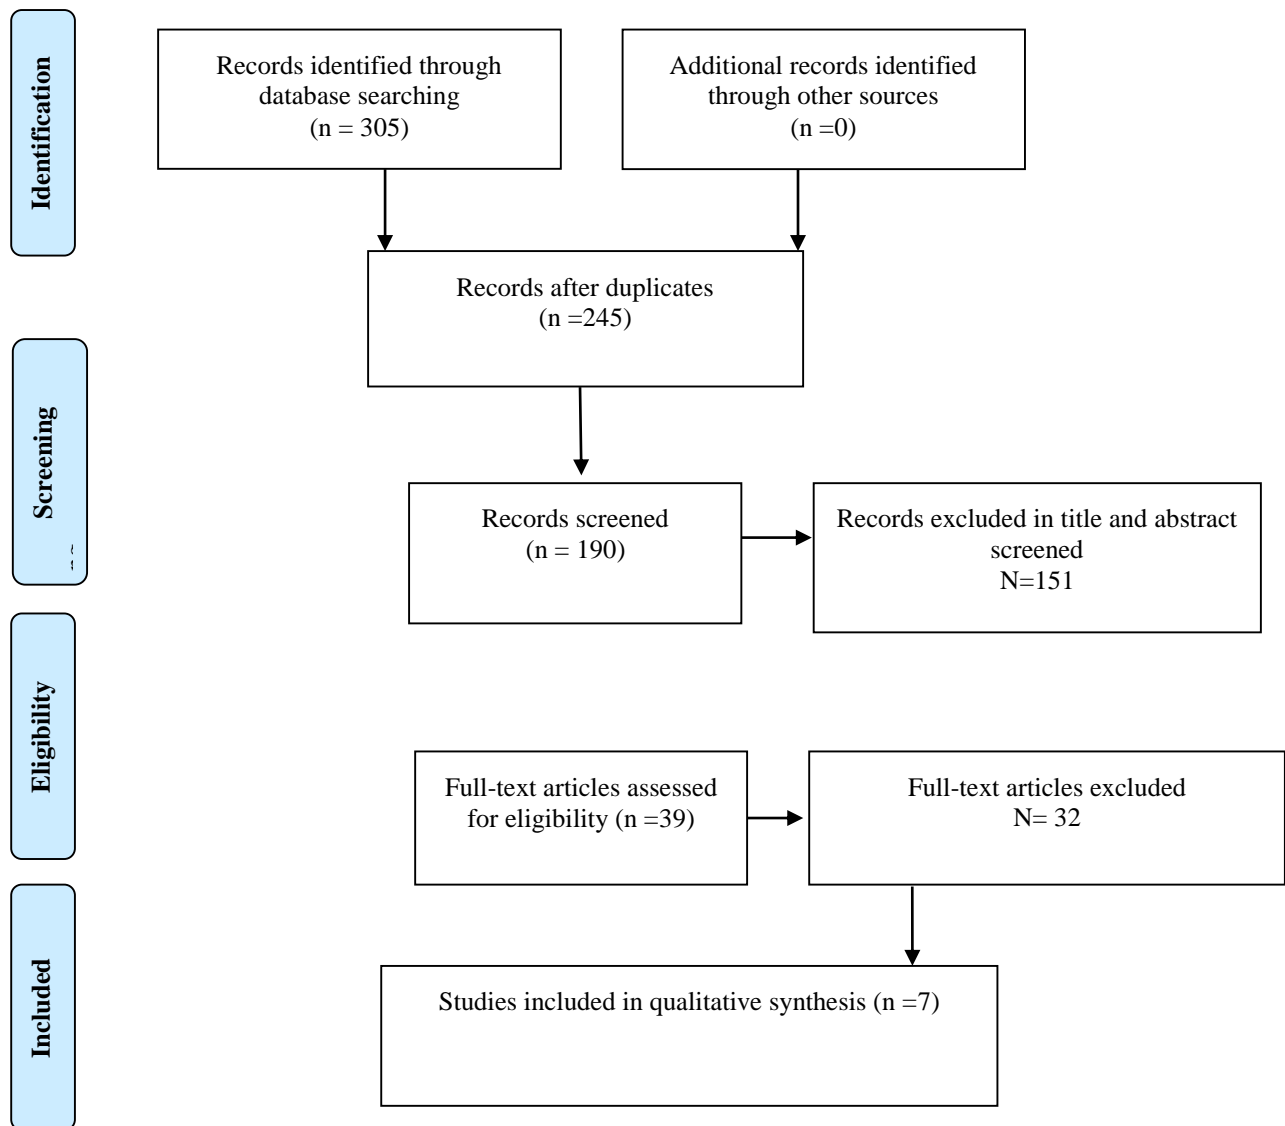 Identification
Records identified through
database searching
(n = 305)
Additional records identified
through other sources
(n =0)
Records after duplicates
(n =245)
Screening
Records screened
(n = 190)
Records excluded in title and abstract
screened
N=151
Eligibility
Full-text articles assessed
for eligibility (n =39)
Full-text articles excluded
N= 32
Included
Studies included in qualitative synthesis (n =7)